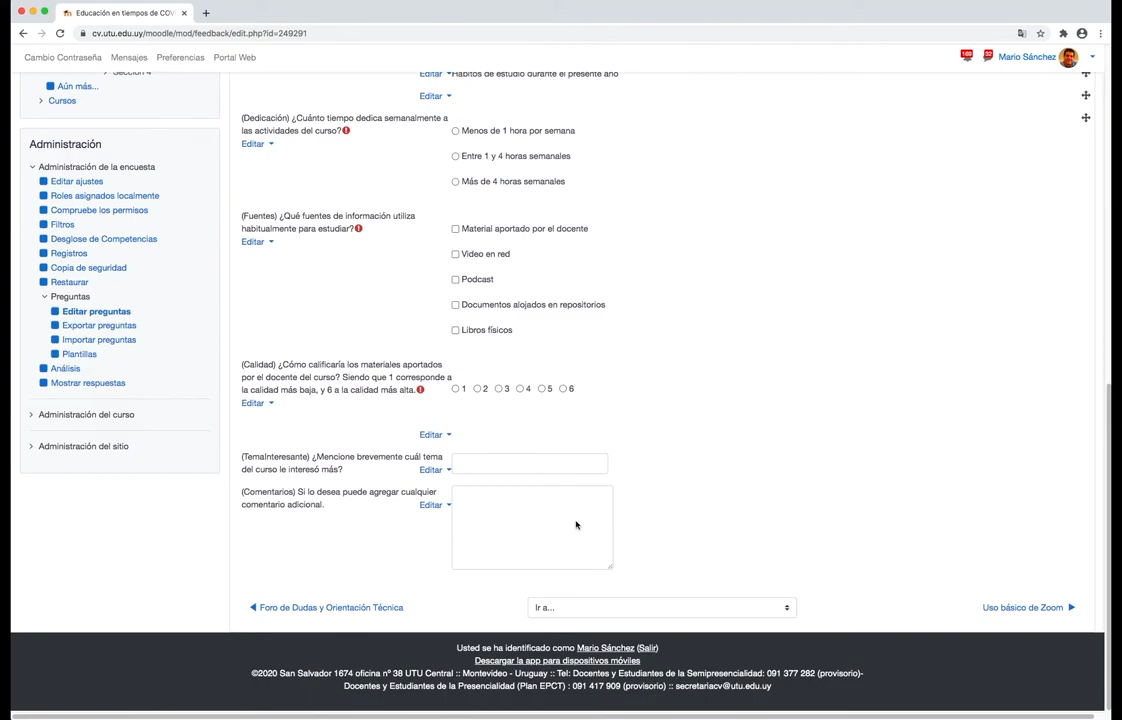 Educación en tiempos de COV
cv.utu.edu.uy/moodle/mod/feedback/edit.php?id=249291
Cambio Contraseña Mensajes Preferencias Portal Web
Mario Sánchez
Sección 4
Aún más...
Cursos
Administración
Administración de la encuesta
Editar ajustes
Roles asignados localmente
Compruebe los permisos
Filtros
Desglose de Competencias
Registros
Copia de seguridad
Restaurar
Preguntas
Editar preguntas
Exportar preguntas
Importar preguntas
Plantillas
Análisis
Mostrar respuestas
Administración del curso
Administración del sitio
Editar Hábitos de estudio durante el presente año
Editar
(Dedicación) ¿Cuánto tiempo dedica semanalmente a
las actividades del curso?
Editar
Menos de 1 hora por semana
Entre 1 y 4 horas semanales
Más de 4 horas semanales
(Fuentes) ¿Qué fuentes de información utiliza
habitualmente para estudiar?
Editar
Material aportado por el docente
Video en red
Podcast
Documentos alojados en repositorios
Libros físicos
(Calidad) ¿Cómo calificaría los materiales aportados
por el docente del curso? Siendo que 1 corresponde a
la calidad más baja, y 6 a la calidad más alta.
Editar
1 2 3 4 5 6
Editar
(TemaInteresante) ¿Mencione brevemente cuál tema
del curso le interesó más?
Editar
(Comentarios) Si lo desea puede agregar cualquier
comentario adicional.
Editar
◀ Foro de Dudas y Orientación Técnica
Ir a...
Uso básico de Zoom ▶
Usted se ha identificado como Mario Sánchez (Salir)
Descargar la app para dispositivos móviles
©2020 San Salvador 1674 oficina nº 38 UTU Central :: Montevideo - Uruguay :: Tel: Docentes y Estudiantes de la Semipresencialidad: 091 377 282 (provisorio)-
Docentes y Estudiantes de la Presencialidad (Plan EPCT) : 091 417 909 (provisorio) :: secretariacv@utu.edu.uy